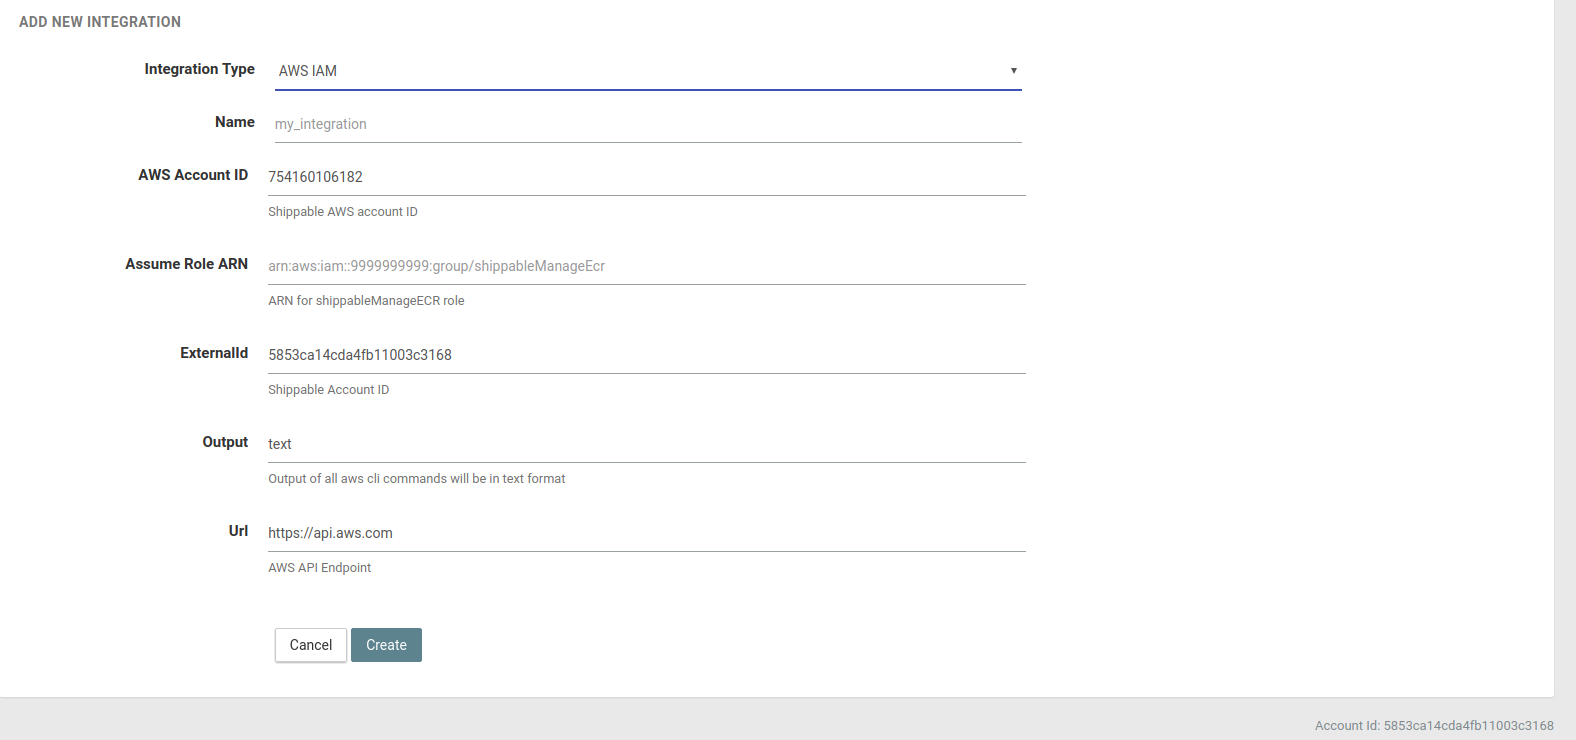 ADD NEW INTEGRATION
Integration Type AWS IAM
Name my_integration
AWS Account ID 754160106182
Shippable AWS account ID
Assume Role ARN arn:aws:iam::9999999999:group/shippableManageEcr
ARN for shippableManageECR role
ExternalId 5853ca14cda4fb11003c3168
Shippable Account ID
Output text
Output of all aws cli commands will be in text format
Url https://api.aws.com
AWS API Endpoint
Cancel Create
Account Id: 5853ca14cda4fb11003c3168